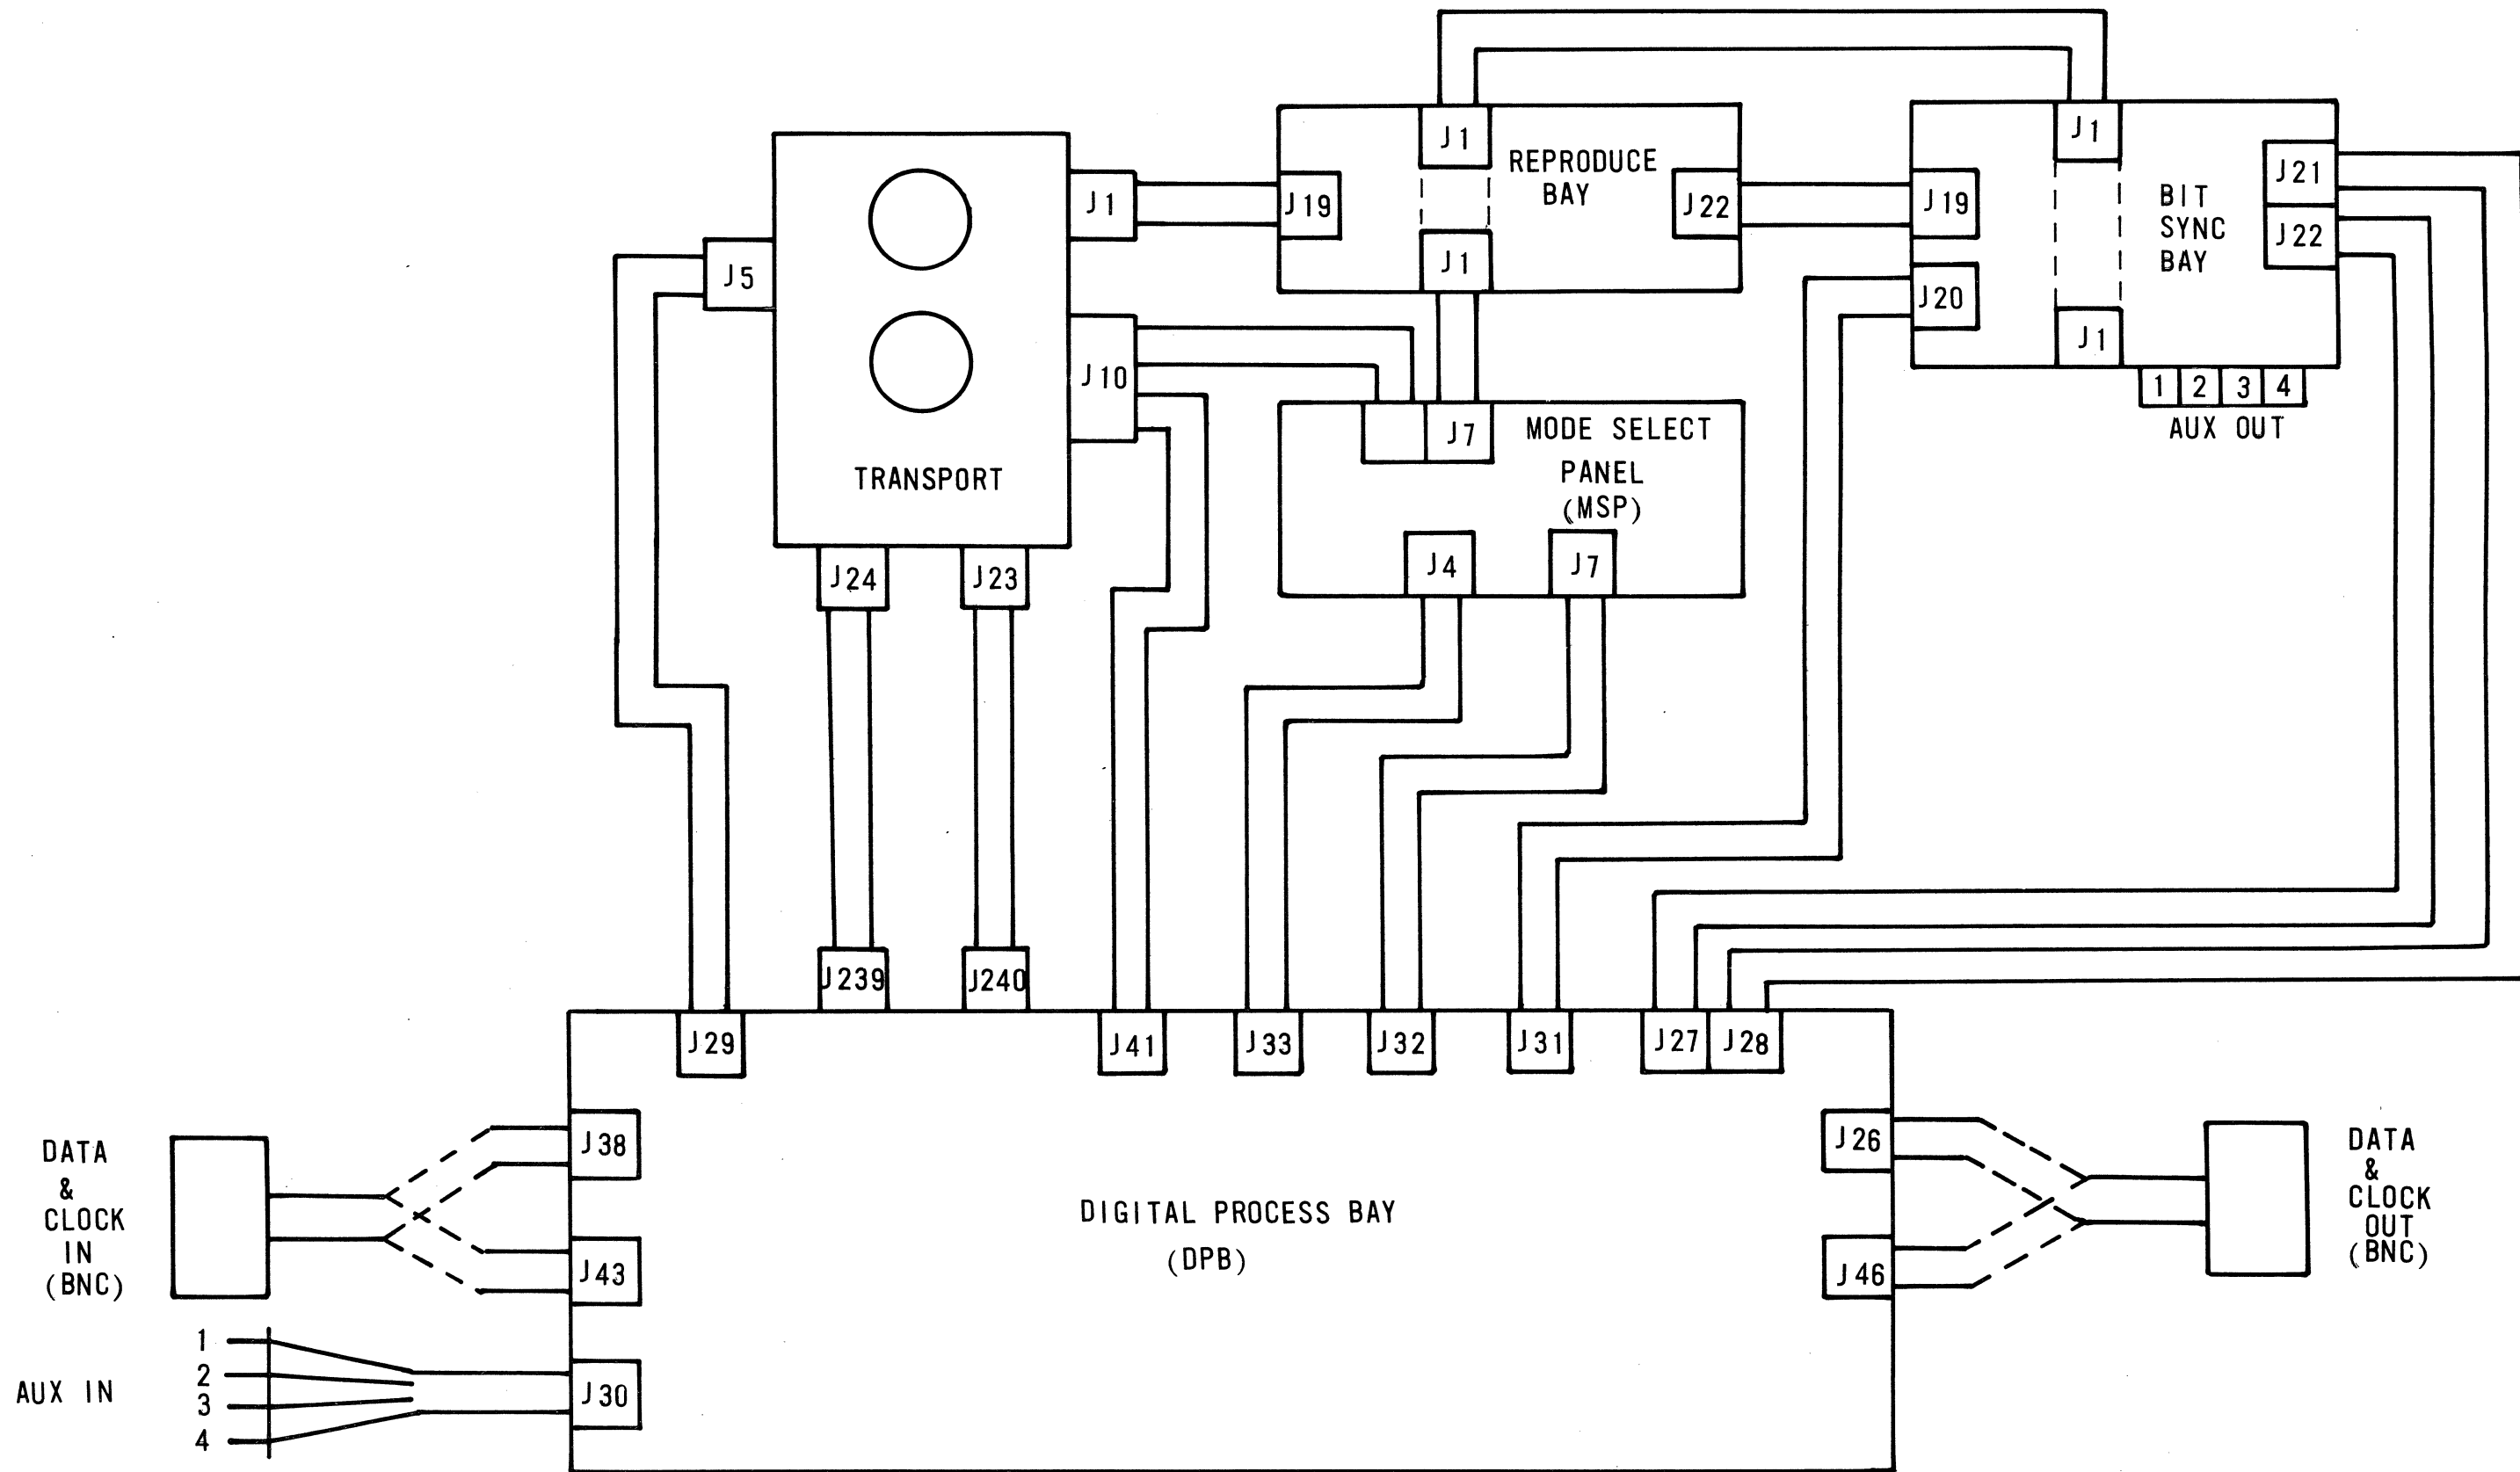 J1
J1
J1
REPRODUCE
BAY
J21
J1
J19
J22
J19
BIT
SYNC
BAY
J22
J5
J1
J20
J10
J1
1 2 3 4
AUX OUT
J7
MODE SELECT
PANEL
(MSP)
TRANSPORT
J4
J7
J24
J23
J239
J240
J29
J41
J33
J32
J31
J27
J28
DATA
&
CLOCK
IN
(BNC)
J38
J43
DIGITAL PROCESS BAY
(DPB)
J26
J46
DATA
&
CLOCK
OUT
(BNC)
AUX IN
1
2
3
4
J30